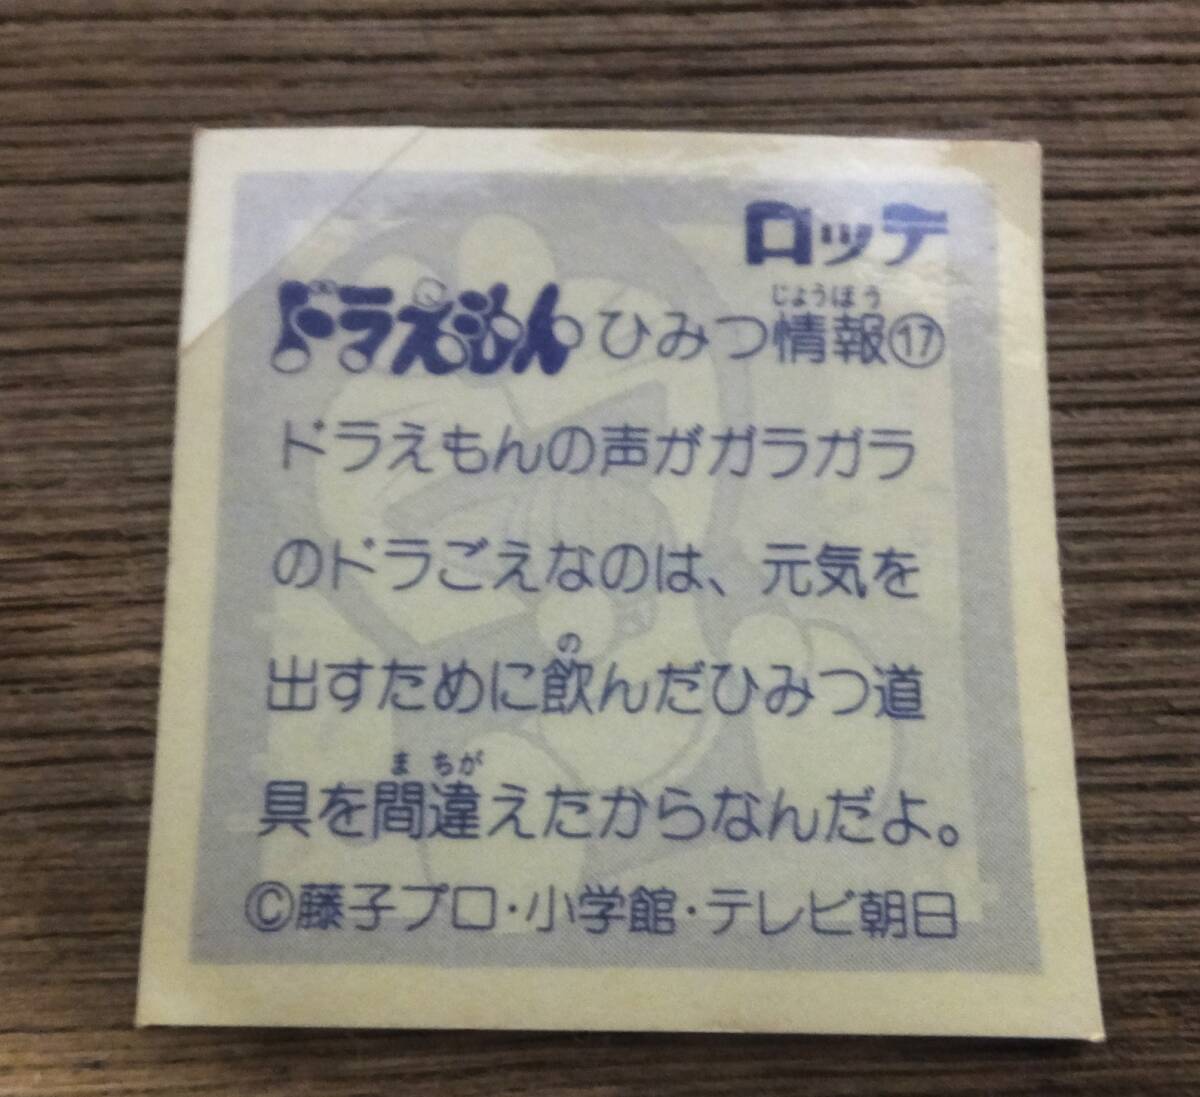 ロッテ
ドラえもんひみつ情報⑰
じょうほう
ドラえもんの声がガラガラ
のドラごえなのは、元気を
出すために飲んだひみつ道
の
具を間違えたからなんだよ。
まちが
©藤子プロ・小学館・テレビ朝日